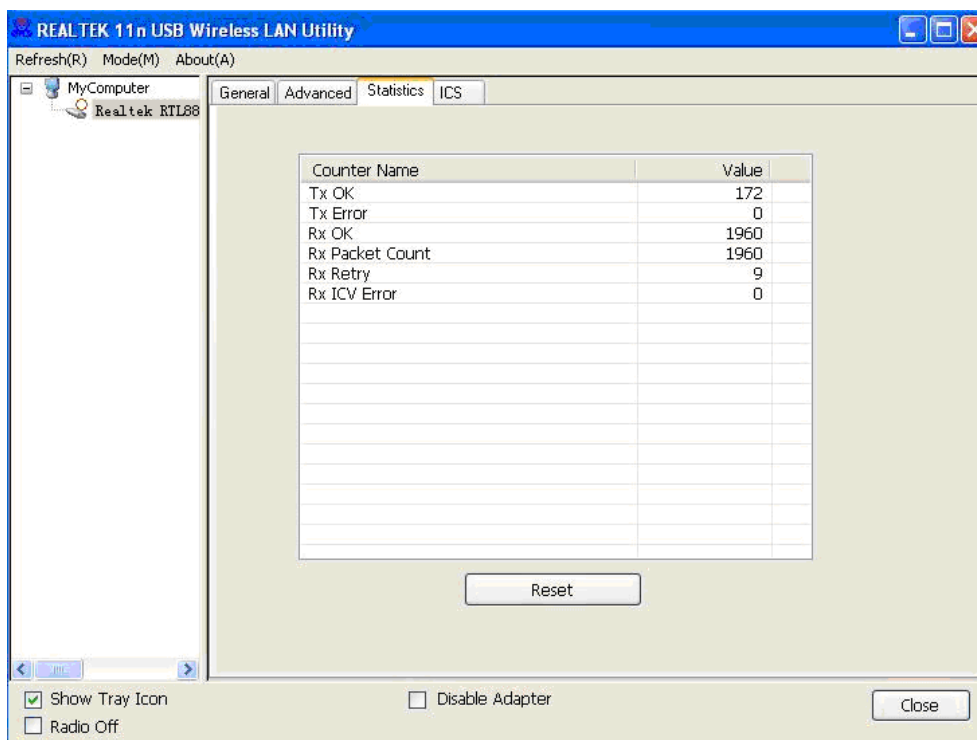 REALTEK 11n USB Wireless LAN Utility
Refresh(R) Mode(M) About(A)
MyComputer
Realtek RTL88
General Advanced Statistics ICS
Counter Name Value
Tx OK 172
Tx Error 0
Rx OK 1960
Rx Packet Count 1960
Rx Retry 9
Rx ICV Error 0
Reset
Show Tray Icon Disable Adapter
Radio Off
Close